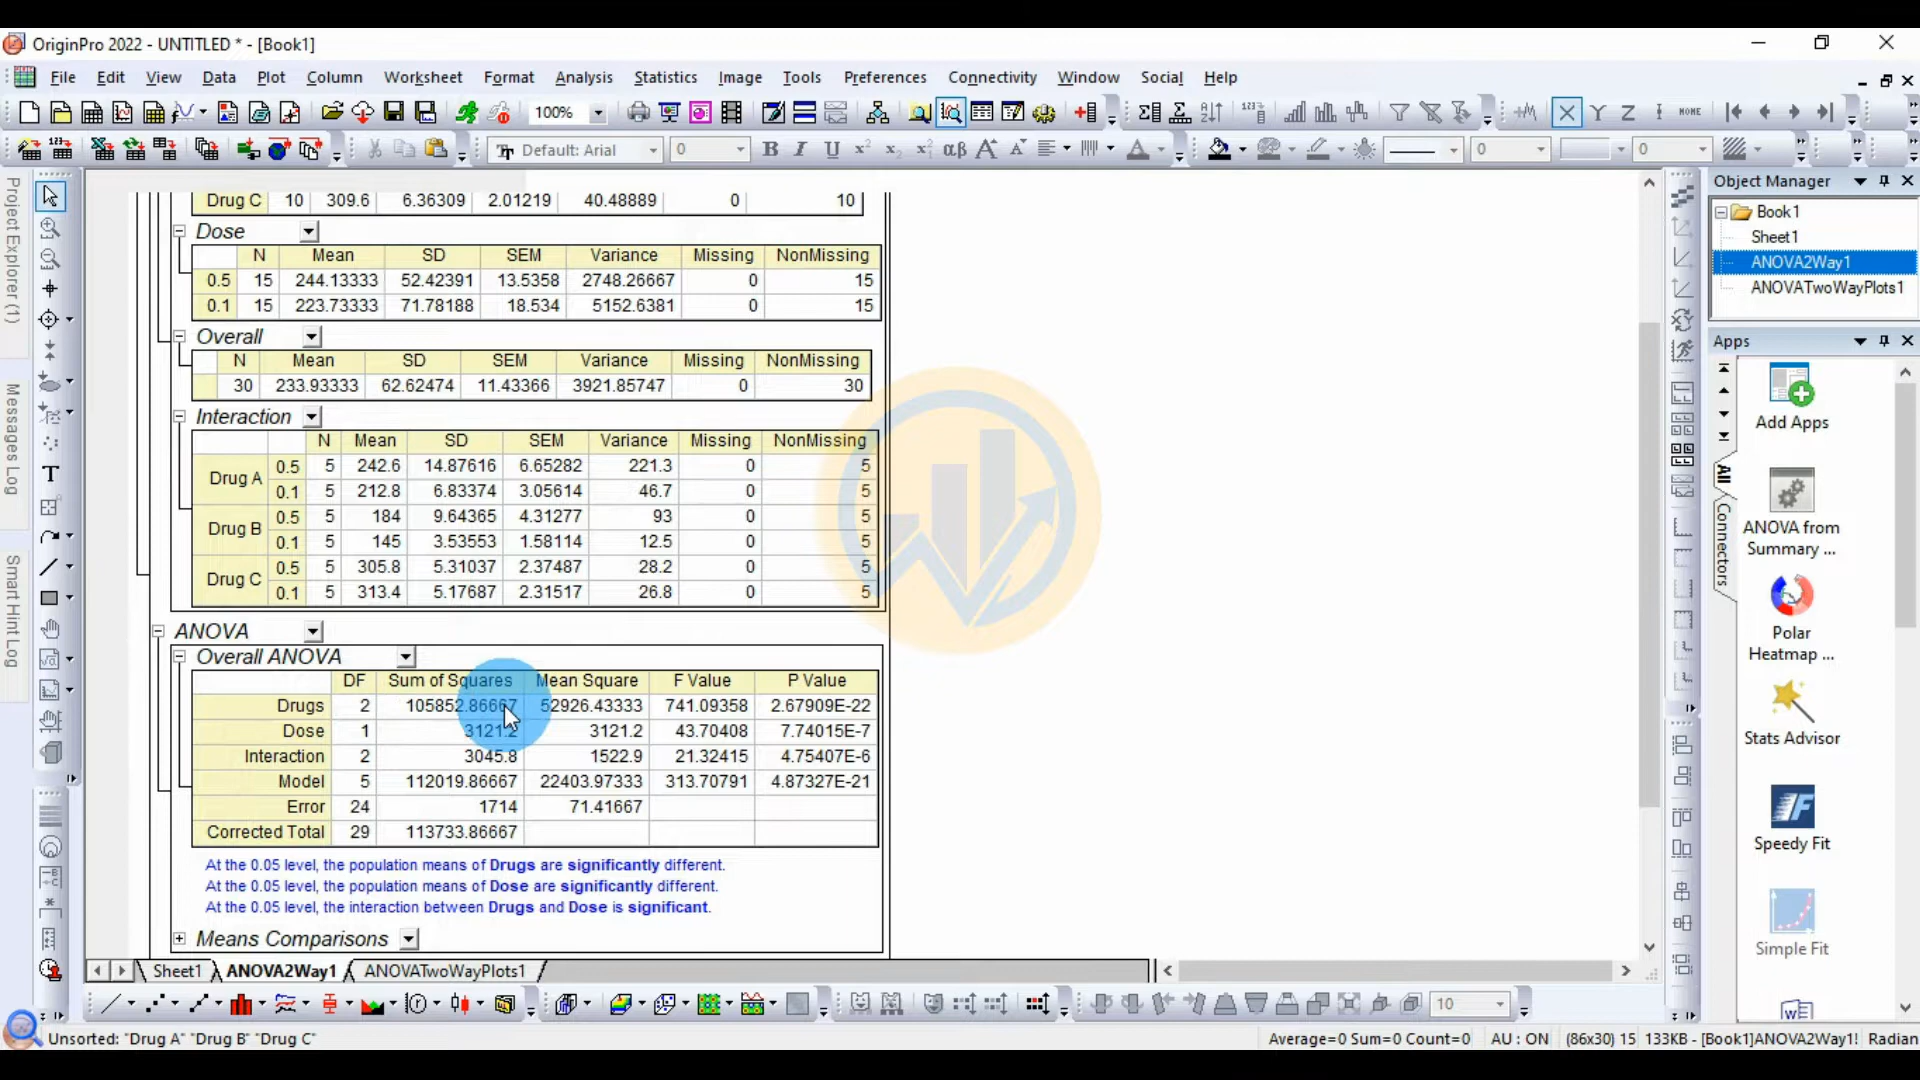 OriginPro 2022 - UNTITLED * - [Book1]
File Edit View Data Plot Column Worksheet Format Analysis Statistics Image Tools Preferences Connectivity Window Social Help
100%
X Y Z HOME
Default: Arial 0 B I U αβ A A A 0 0
Project Explorer (1)
Messages Log
Smart Hint Log
Drug C 10 309.6 6.36309 2.01219 40.48889 0 10
Dose
N Mean SD SEM Variance Missing NonMissing
0.5 15 244.13333 52.42391 13.5358 2748.26667 0 15
0.1 15 223.73333 71.78188 18.534 5152.6381 0 15
Overall
N Mean SD SEM Variance Missing NonMissing
30 233.93333 62.62474 11.43366 3921.85747 0 30
Interaction
N Mean SD SEM Variance Missing NonMissing
Drug A 0.5 5 242.6 14.87616 6.65282 221.3 0 5
0.1 5 212.8 6.83374 3.05614 46.7 0 5
Drug B 0.5 5 184 9.64365 4.31277 93 0 5
0.1 5 145 3.53553 1.58114 12.5 0 5
Drug C 0.5 5 305.8 5.31037 2.37487 28.2 0 5
0.1 5 313.4 5.17687 2.31517 26.8 0 5
ANOVA
Overall ANOVA
DF Sum of Squares Mean Square F Value P Value
Drugs 2 105852.86667 52926.43333 741.09358 2.67909E-22
Dose 1 3121.2 3121.2 43.70408 7.74015E-7
Interaction 2 3045.8 1522.9 21.32415 4.75407E-6
Model 5 112019.86667 22403.97333 313.70791 4.87327E-21
Error 24 1714 71.41667
Corrected Total 29 113733.86667
At the 0.05 level, the population means of Drugs are significantly different.
At the 0.05 level, the population means of Dose are significantly different.
At the 0.05 level, the interaction between Drugs and Dose is significant.
Means Comparisons
Sheet1 ANOVA2Way1 ANOVATwoWayPlots1
Object Manager
Book1
Sheet1
ANOVA2Way1
ANOVATwoWayPlots1
Apps
All
Connectors
Add Apps
ANOVA from
Summary ...
Polar
Heatmap ...
Stats Advisor
Speedy Fit
Simple Fit
10
Unsorted: "Drug A" "Drug B" "Drug C"
Average=0 Sum=0 Count=0 AU : ON (86x30) 15 133KB - [Book1]ANOVA2Way1! Radian